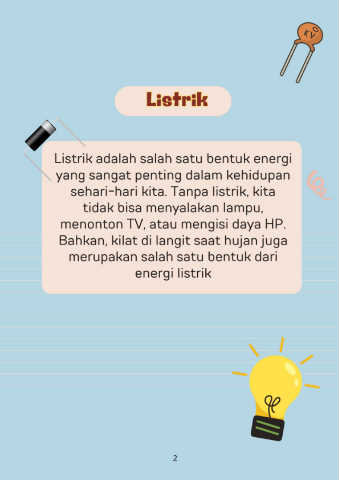 KV
Listrik
Listrik adalah salah satu bentuk energi
yang sangat penting dalam kehidupan
sehari-hari kita. Tanpa listrik, kita
tidak bisa menyalakan lampu,
menonton TV, atau mengisi daya HP.
Bahkan, kilat di langit saat hujan juga
merupakan salah satu bentuk dari
energi listrik
2